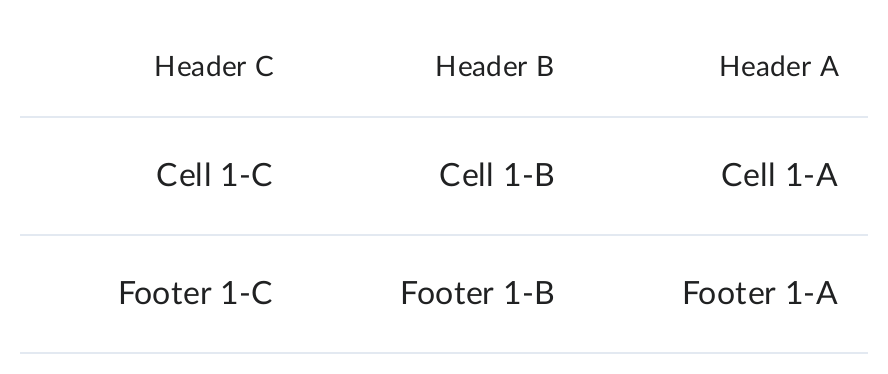 Header C Header B Header A
Cell 1-C Cell 1-B Cell 1-A
Footer 1-C Footer 1-B Footer 1-A